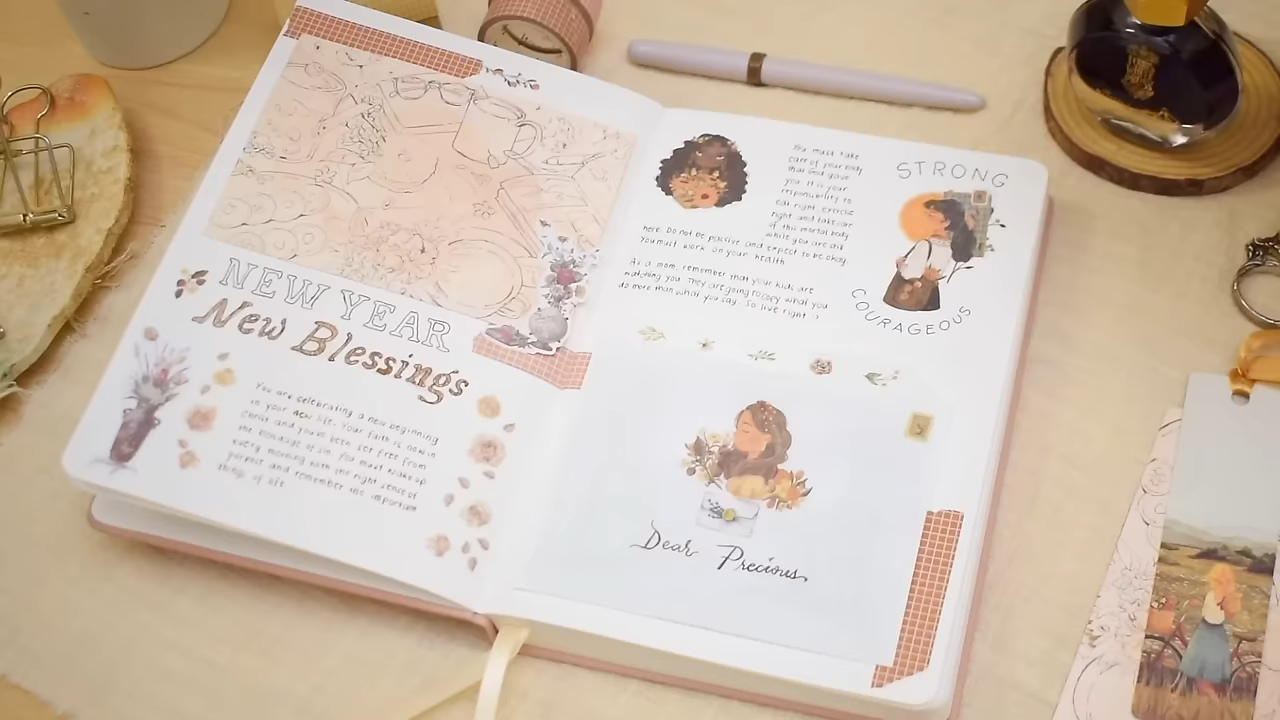 NEW YEAR
New Blessings
You are celebrating a new beginning
in your new life. Your faith is now in
Christ and you've been set free from
the bondage of sin. You must wake up
every morning with the right sense of
purpose and remember the important
things of life
You must take
care of your body
that God gave
you. It is your
responsibility to
eat right, exercise
right and take care
of this mortal body
while you are still
here. Do not be passive and expect to be okay.
You must work on your health
As a mom, remember that your kids are
watching you. They are going to copy what you
do more than what you say. So live right :)
STRONG
COURAGEOUS
Dear Precious,